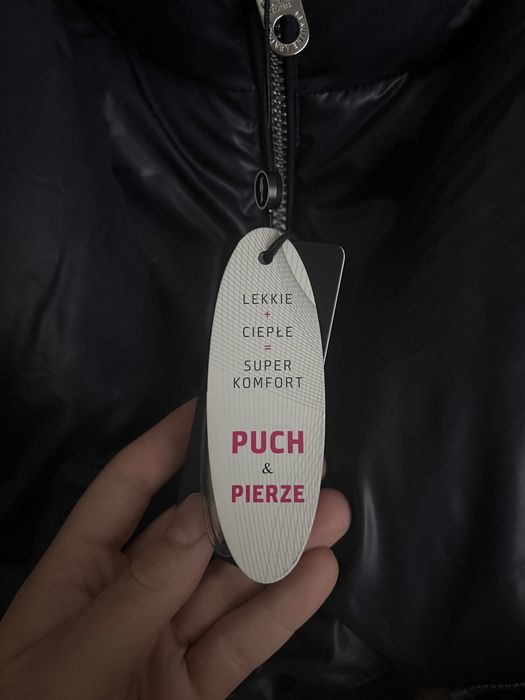 LEKKIE
+
CIEPŁE
=
SUPER
KOMFORT
PUCH
&
PIERZE